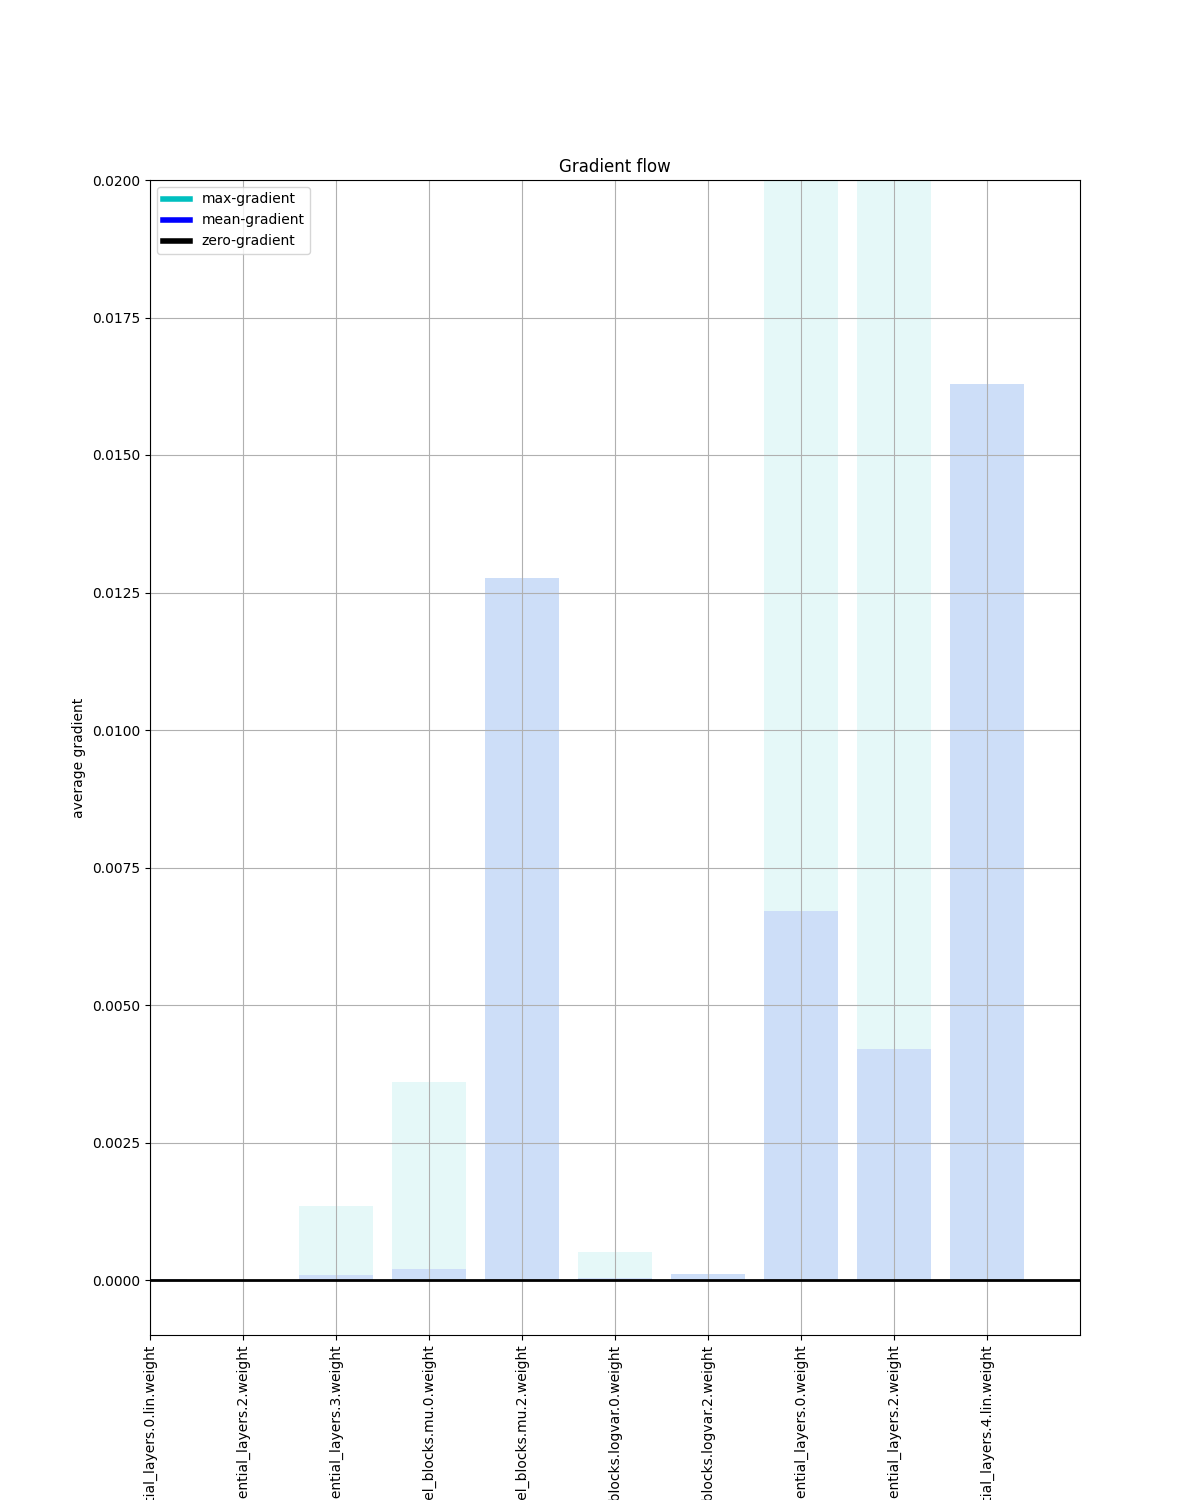 Gradient flow
max-gradient
mean-gradient
zero-gradient
average gradient
0.0200
0.0175
0.0150
0.0125
0.0100
0.0075
0.0050
0.0025
0.0000
tial_layers.0.lin.weight
ential_layers.2.weight
ential_layers.3.weight
el_blocks.mu.0.weight
el_blocks.mu.2.weight
blocks.logvar.0.weight
blocks.logvar.2.weight
ential_layers.0.weight
ential_layers.2.weight
tial_layers.4.lin.weight